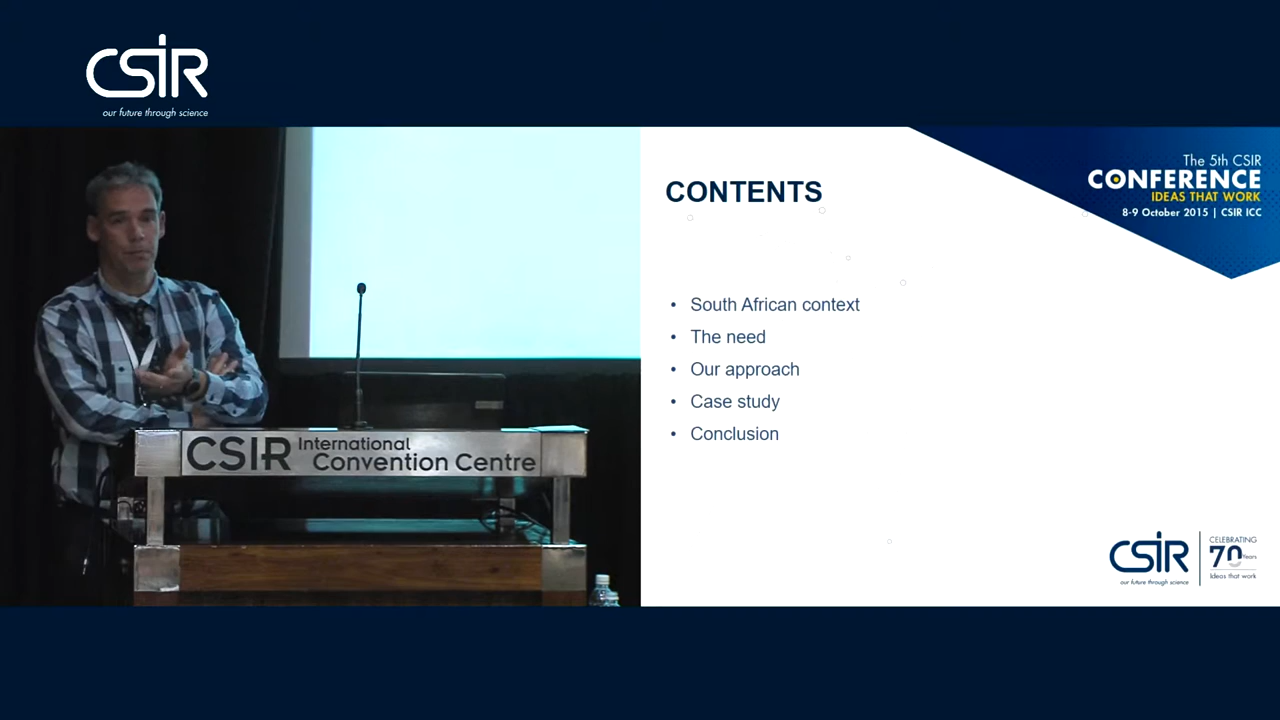 CSIR
our future through science
CSIR International
Convention Centre
CONTENTS
The 5th CSIR
CONFERENCE
IDEAS THAT WORK
8-9 October 2015 | CSIR ICC
• South African context
• The need
• Our approach
• Case study
• Conclusion
CSIR
our future through science
CELEBRATING
70 Years
Ideas that work